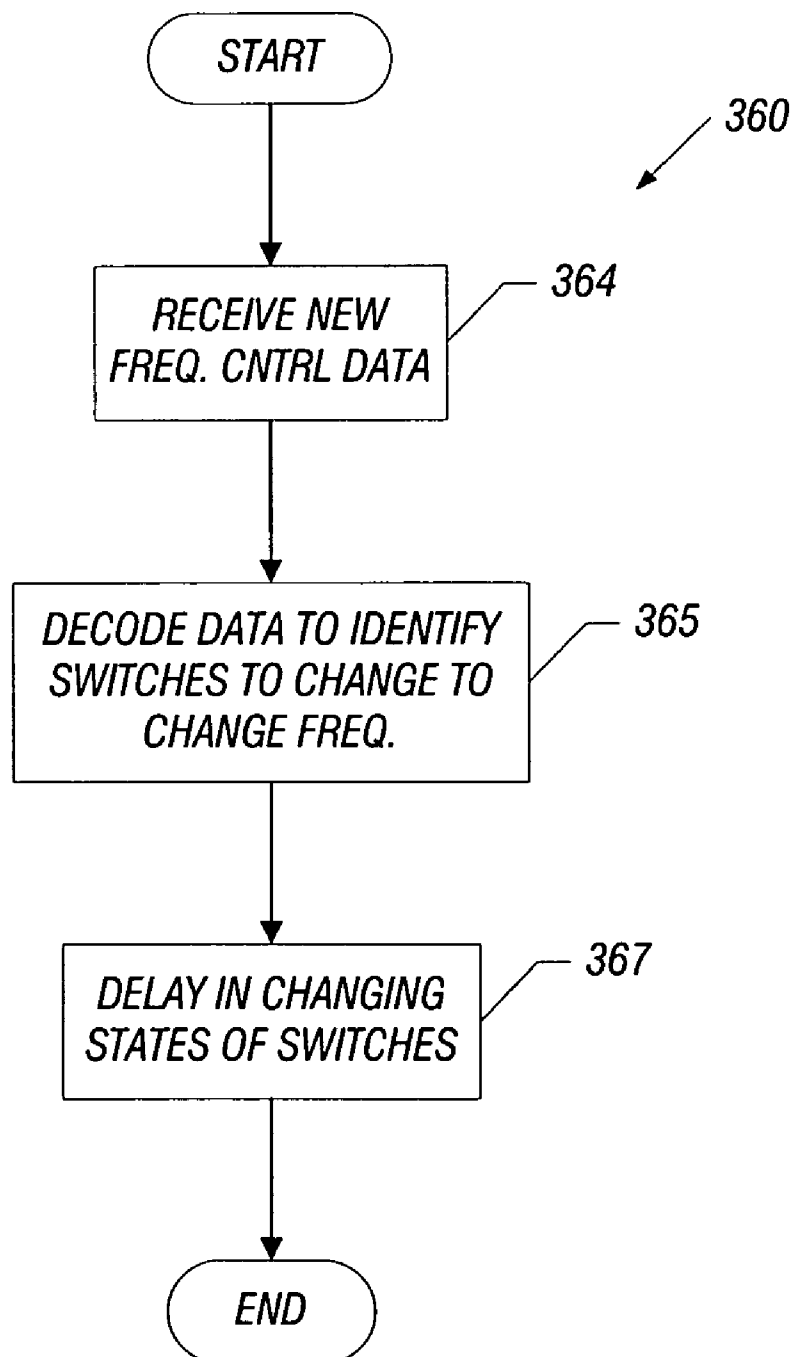 START
360
364
RECEIVE NEW
FREQ. CNTRL DATA
365
DECODE DATA TO IDENTIFY
SWITCHES TO CHANGE TO
CHANGE FREQ.
367
DELAY IN CHANGING
STATES OF SWITCHES
END